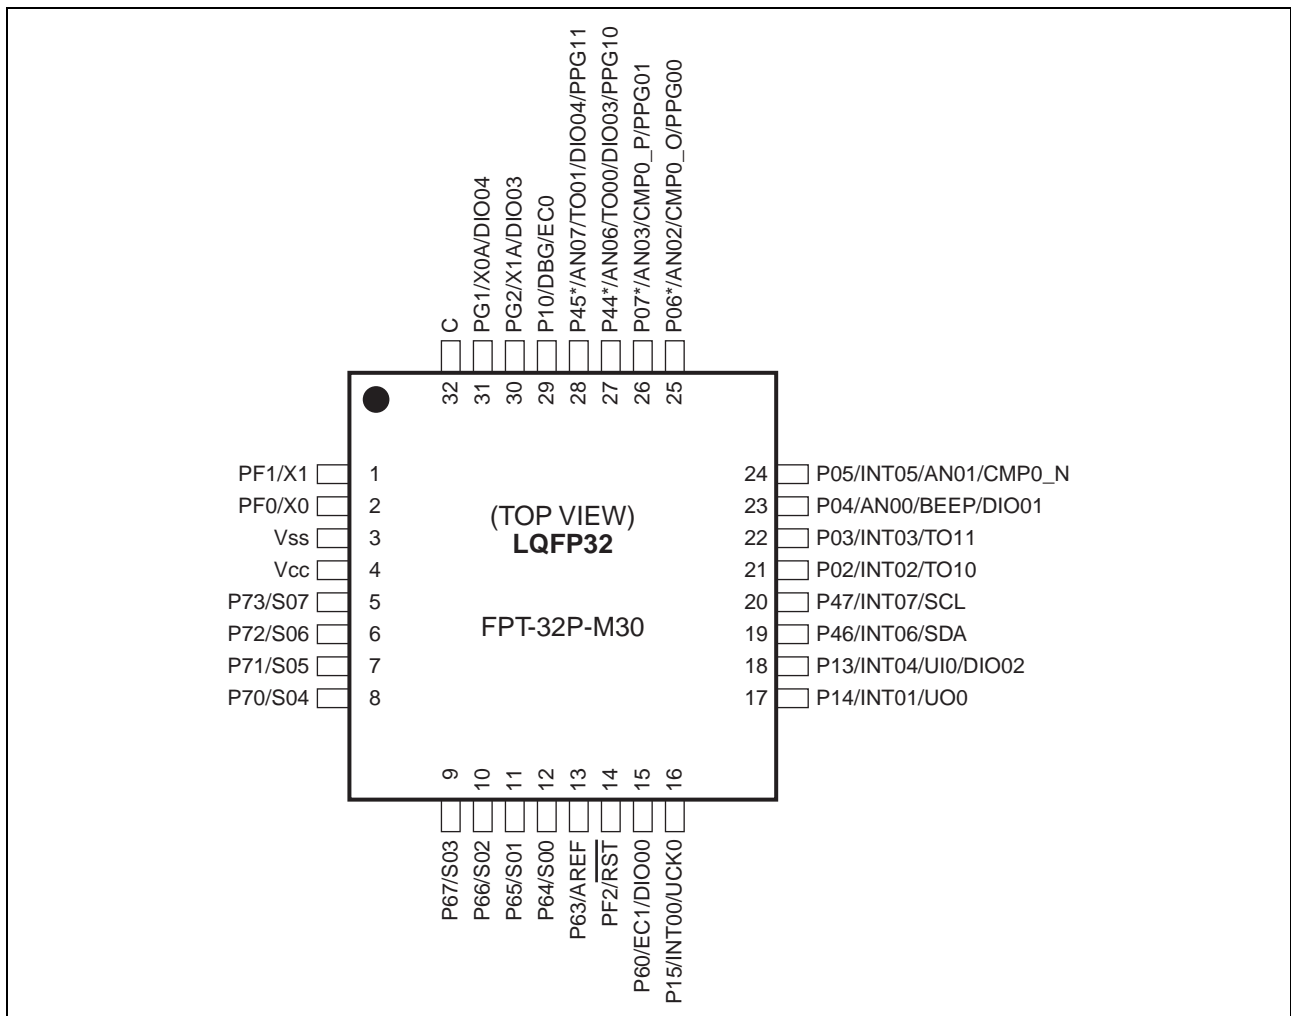 C
PG1/X0A/DIO04
PG2/X1A/DIO03
P10/DBG/EC0
P45*/AN07/TO01/DIO04/PPG11
P44*/AN06/TO00/DIO03/PPG10
P07*/AN03/CMP0_P/PPG01
P06*/AN02/CMP0_O/PPG00
32
31
30
29
28
27
26
25
PF1/X1
1
PF0/X0
2
Vss
3
Vcc
4
P73/S07
5
P72/S06
6
P71/S05
7
P70/S04
8
(TOP VIEW)
LQFP32
FPT-32P-M30
24
P05/INT05/AN01/CMP0_N
23
P04/AN00/BEEP/DIO01
22
P03/INT03/TO11
21
P02/INT02/TO10
20
P47/INT07/SCL
19
P46/INT06/SDA
18
P13/INT04/UI0/DIO02
17
P14/INT01/UO0
9
10
11
12
13
14
15
16
P67/S03
P66/S02
P65/S01
P64/S00
P63/AREF
PF2/RST
P60/EC1/DIO00
P15/INT00/UCK0